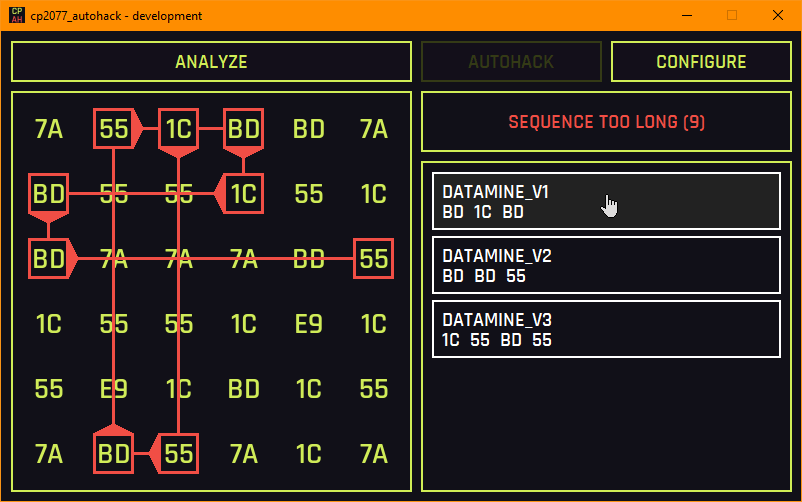 CP
AH
cp2077_autohack - development
ANALYZE
AUTOHACK
CONFIGURE
SEQUENCE TOO LONG (9)
7A 55 1C BD BD 7A
BD 55 55 1C 55 1C
BD 7A 7A 7A BD 55
1C 55 55 1C E9 1C
55 E9 1C BD 1C 55
7A BD 55 7A 1C 7A
DATAMINE_V1
BD 1C BD
DATAMINE_V2
BD BD 55
DATAMINE_V3
1C 55 BD 55